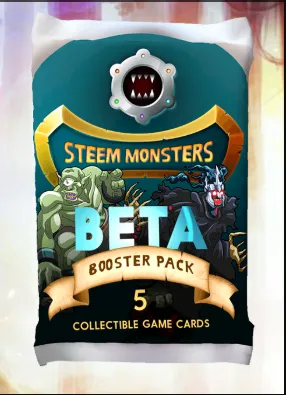 STEEM MONSTERS
BETA
BOOSTER PACK
5
COLLECTIBLE GAME CARDS